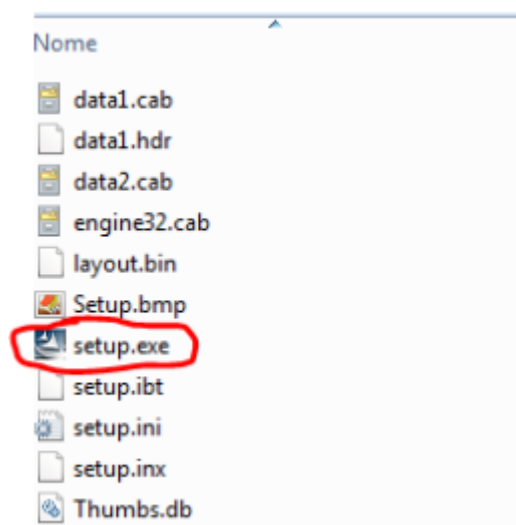 Nome
data1.cab
data1.hdr
data2.cab
engine32.cab
layout.bin
Setup.bmp
setup.exe
setup.ibt
setup.ini
setup.inx
Thumbs.db